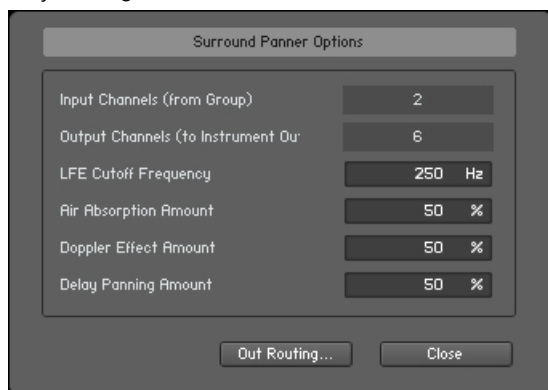 Surround Panner Options
Input Channels (from Group) 2
Output Channels (to Instrument Ou 6
LFE Cutoff Frequency 250 Hz
Air Absorption Amount 50 %
Doppler Effect Amount 50 %
Delay Panning Amount 50 %
Out Routing... Close